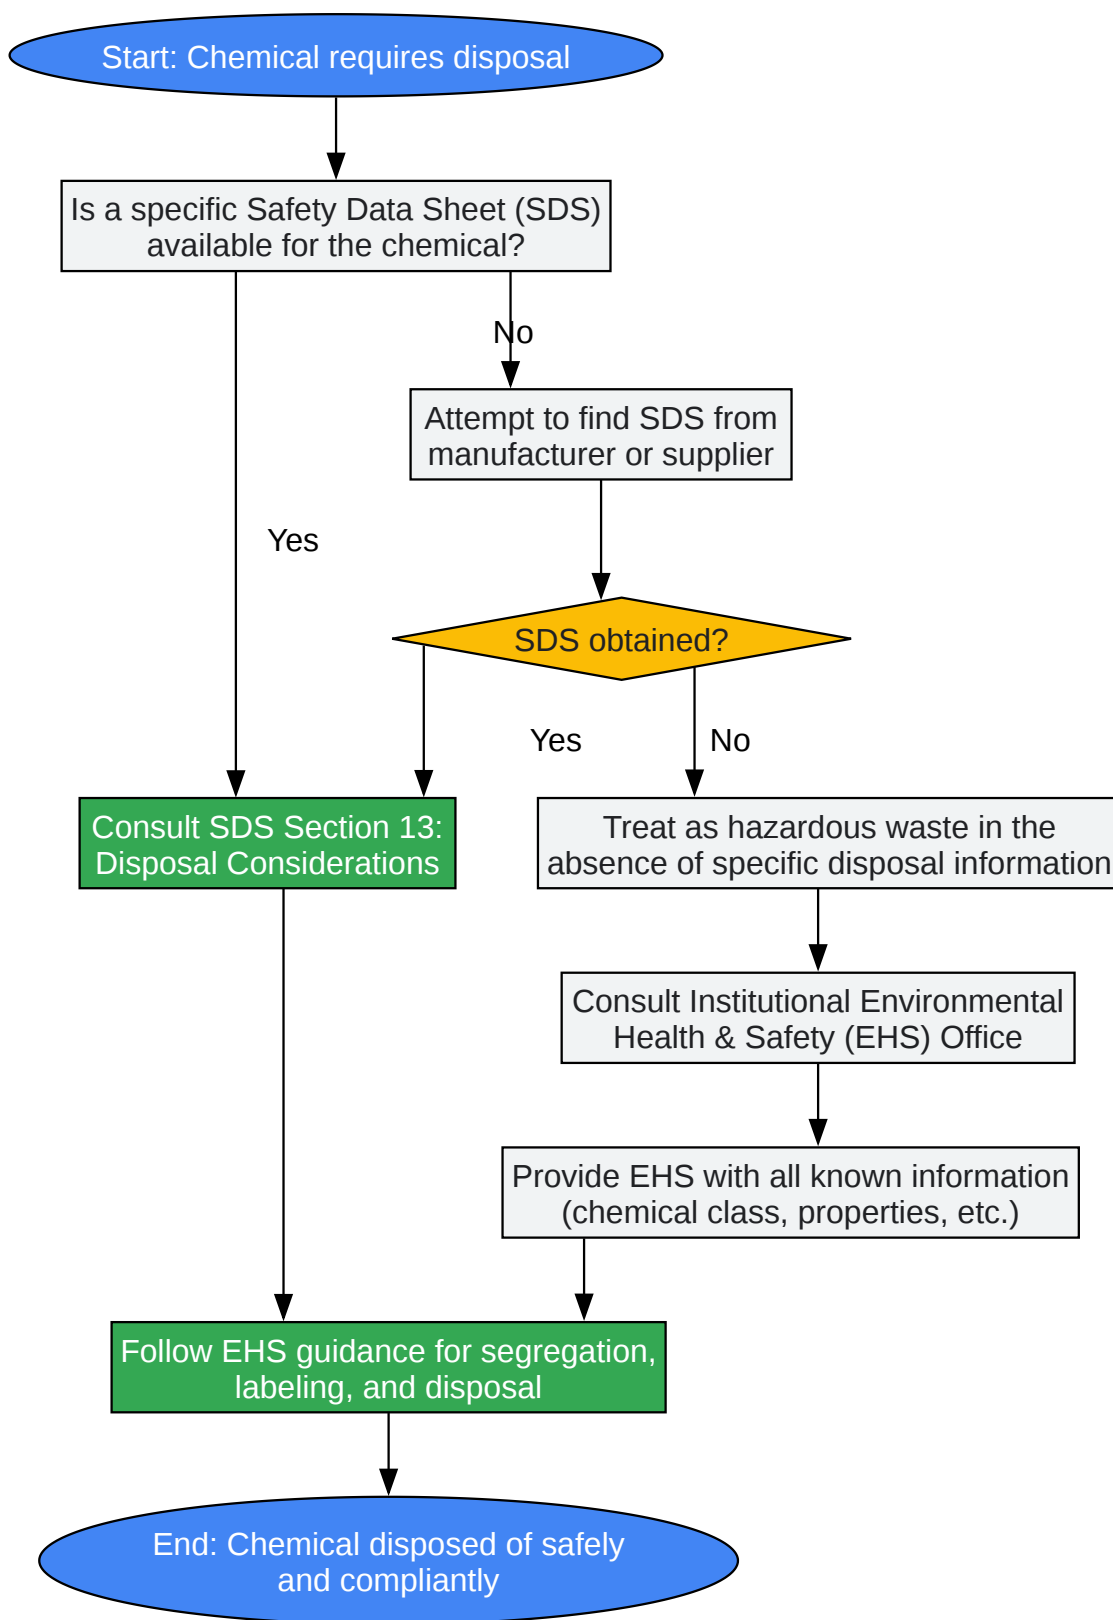 Start: Chemical requires disposal
Is a specific Safety Data Sheet (SDS)
available for the chemical?
No
Attempt to find SDS from
manufacturer or supplier
Yes
SDS obtained?
Yes
No
Consult SDS Section 13:
Disposal Considerations
Treat as hazardous waste in the
absence of specific disposal information
Consult Institutional Environmental
Health & Safety (EHS) Office
Provide EHS with all known information
(chemical class, properties, etc.)
Follow EHS guidance for segregation,
labeling, and disposal
End: Chemical disposed of safely
and compliantly